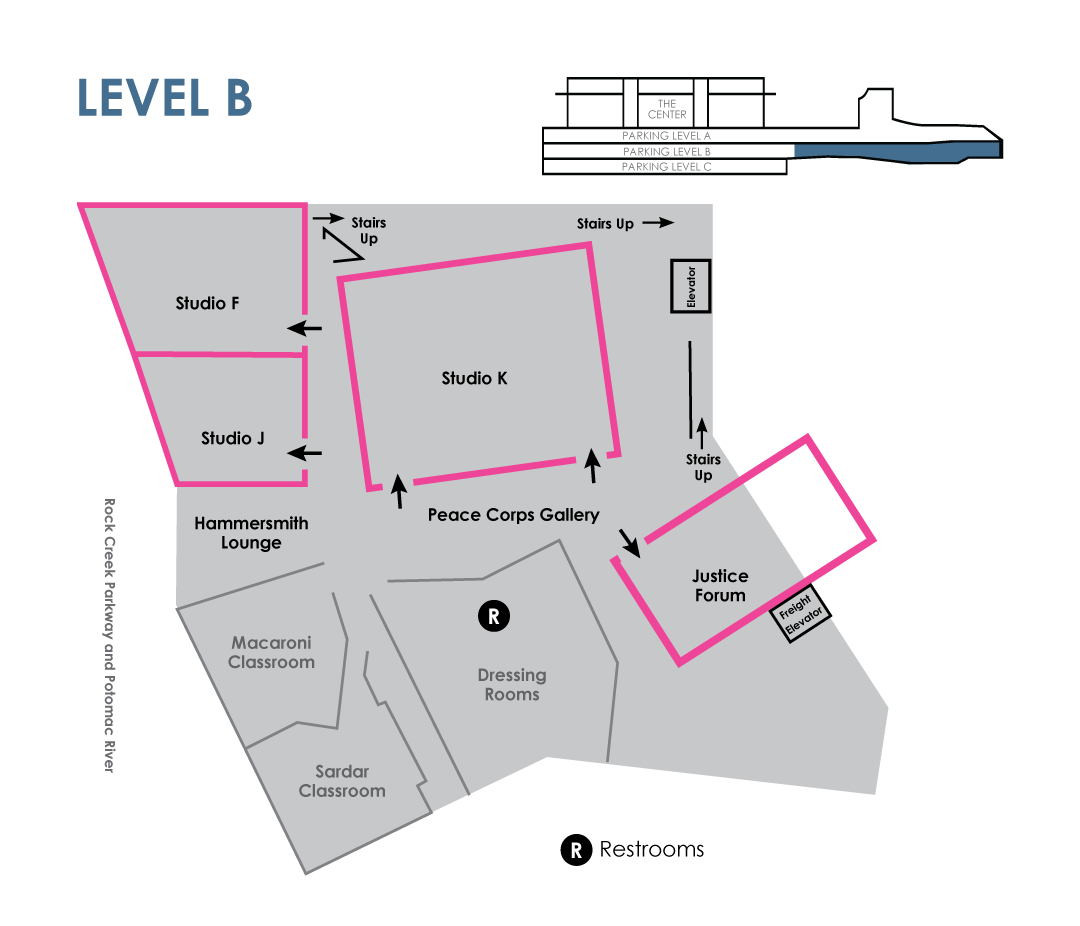 LEVEL B
THE
CENTER
PARKING LEVEL A
PARKING LEVEL B
PARKING LEVEL C
Stairs
Up
Stairs Up
Elevator
Studio F
Studio K
Studio J
Stairs
Up
Peace Corps Gallery
Hammersmith
Lounge
Justice
Forum
Freight
Elevator
R
Macaroni
Classroom
Dressing
Rooms
Rock Creek Parkway and Potomac River
Sardar
Classroom
R Restrooms